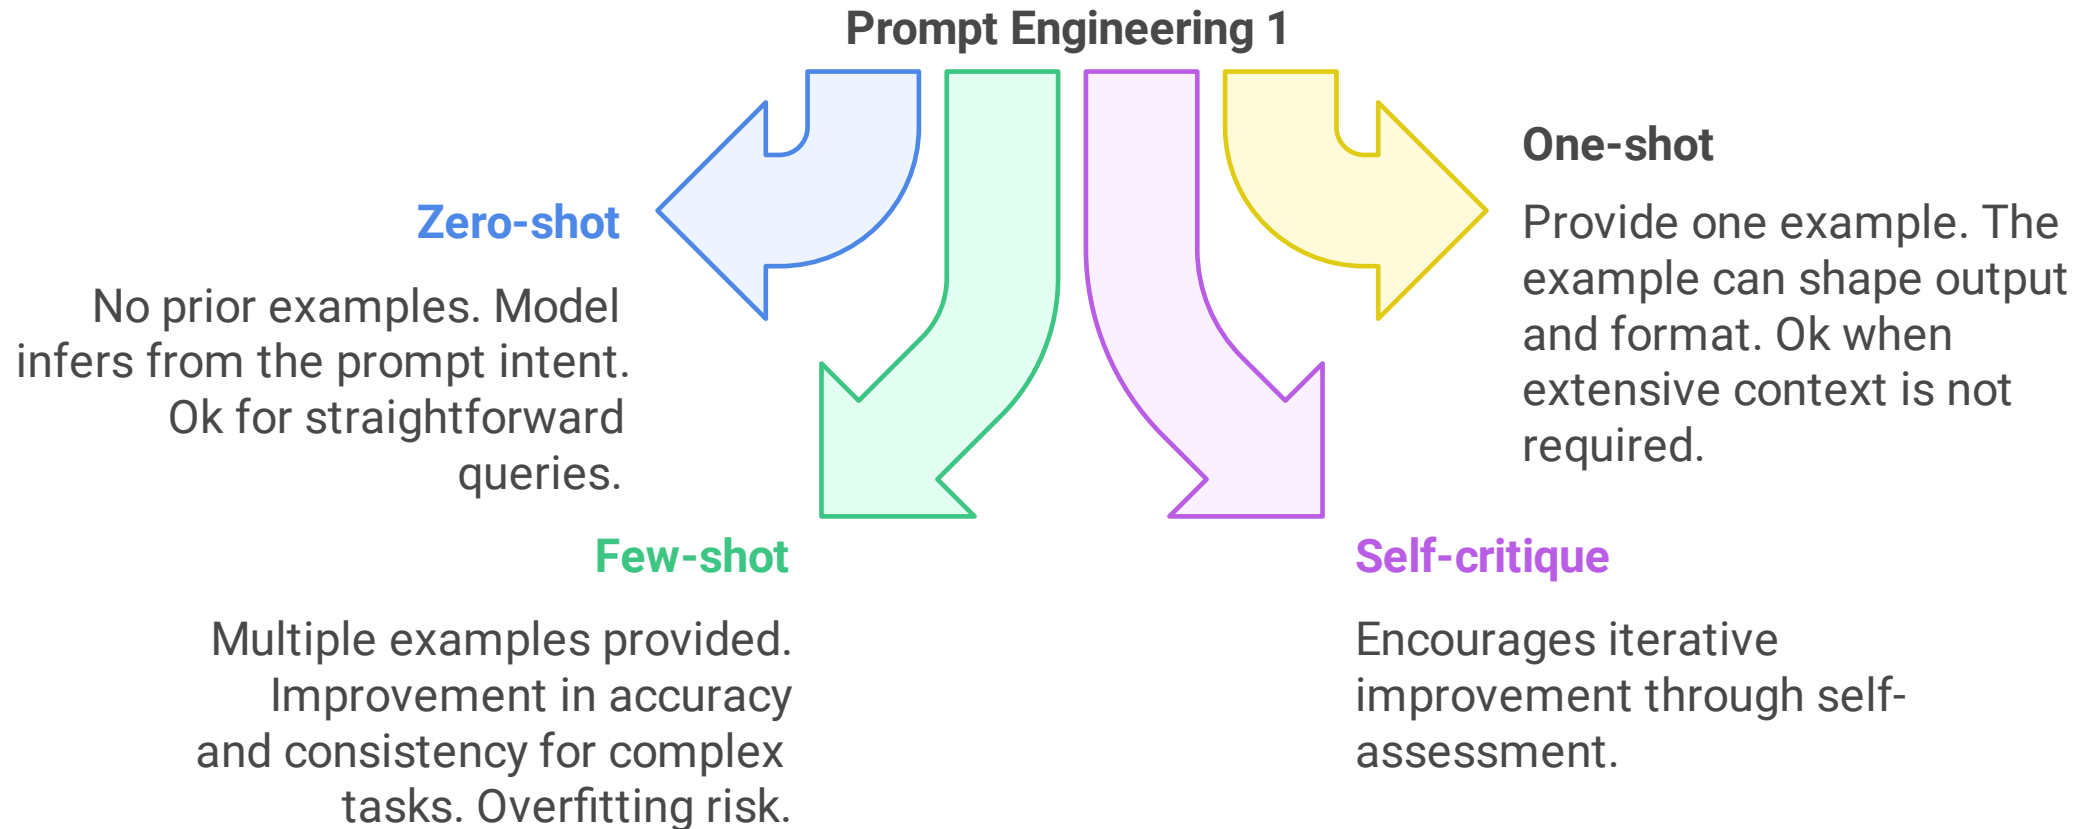 Prompt Engineering 1
Zero-shot
No prior examples. Model
infers from the prompt intent.
Ok for straightforward
queries.
One-shot
Provide one example. The
example can shape output
and format. Ok when
extensive context is not
required.
Few-shot
Multiple examples provided.
Improvement in accuracy
and consistency for complex
tasks. Overfitting risk.
Self-critique
Encourages iterative
improvement through self-
assessment.